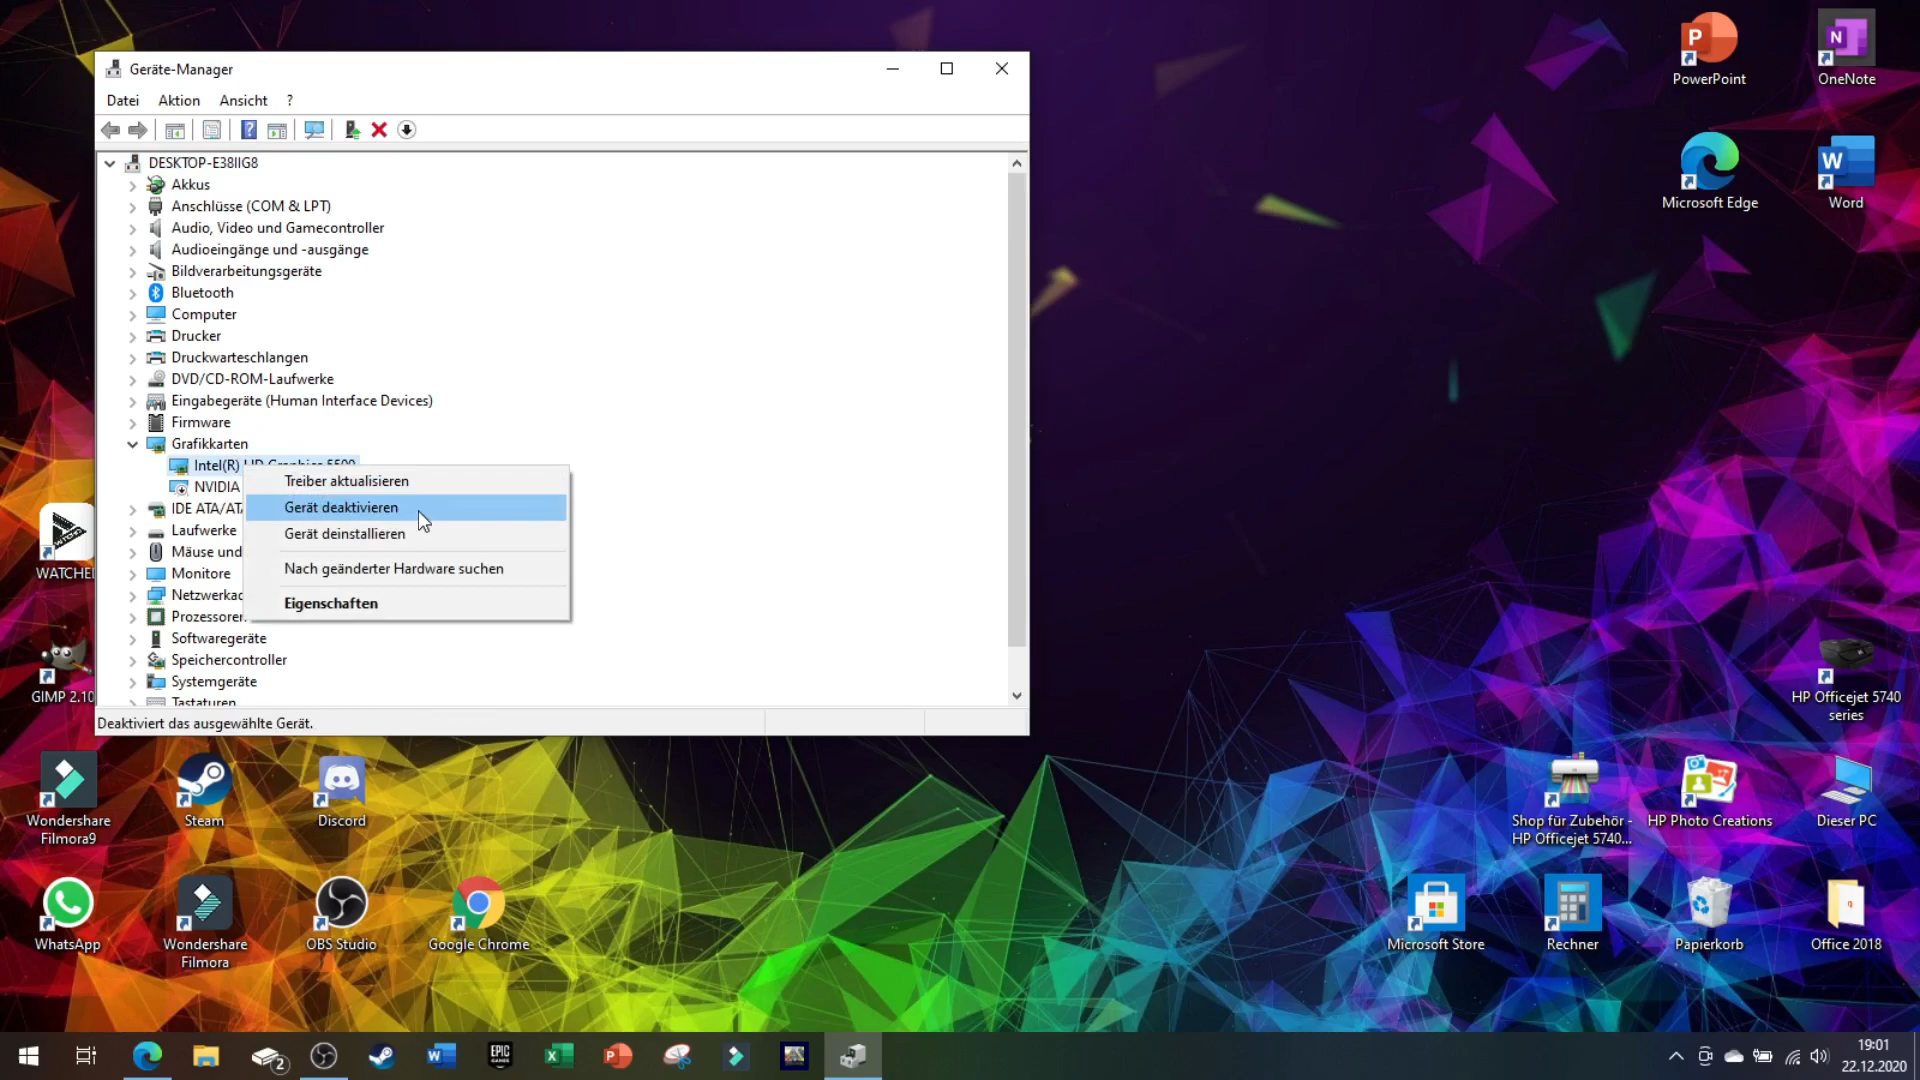 Geräte-Manager
Datei Aktion Ansicht ?
DESKTOP-E38IIG8
Akkus
Anschlüsse (COM & LPT)
Audio, Video und Gamecontroller
Audioeingänge und -ausgänge
Bildverarbeitungsgeräte
Bluetooth
Computer
Drucker
Druckwarteschlangen
DVD/CD-ROM-Laufwerke
Eingabegeräte (Human Interface Devices)
Firmware
Grafikkarten
Intel(R) HD Graphics 5500
NVIDIA
IDE ATA/ATA
Laufwerke
Mäuse und
Monitore
Netzwerkad
Prozessoren
Softwaregeräte
Speichercontroller
Systemgeräte
Tastaturen
Treiber aktualisieren
Gerät deaktivieren
Gerät deinstallieren
Nach geänderter Hardware suchen
Eigenschaften
Deaktiviert das ausgewählte Gerät.
PowerPoint
OneNote
Microsoft Edge
Word
WATCHED
GIMP 2.10
HP Officejet 5740
series
Wondershare
Filmora9
Steam
Discord
Shop für Zubehör -
HP Officejet 5740...
HP Photo Creations
Dieser PC
WhatsApp
Wondershare
Filmora
OBS Studio
Google Chrome
Microsoft Store
Rechner
Papierkorb
Office 2018
2
EPIC
GAMES
19:01
22.12.2020